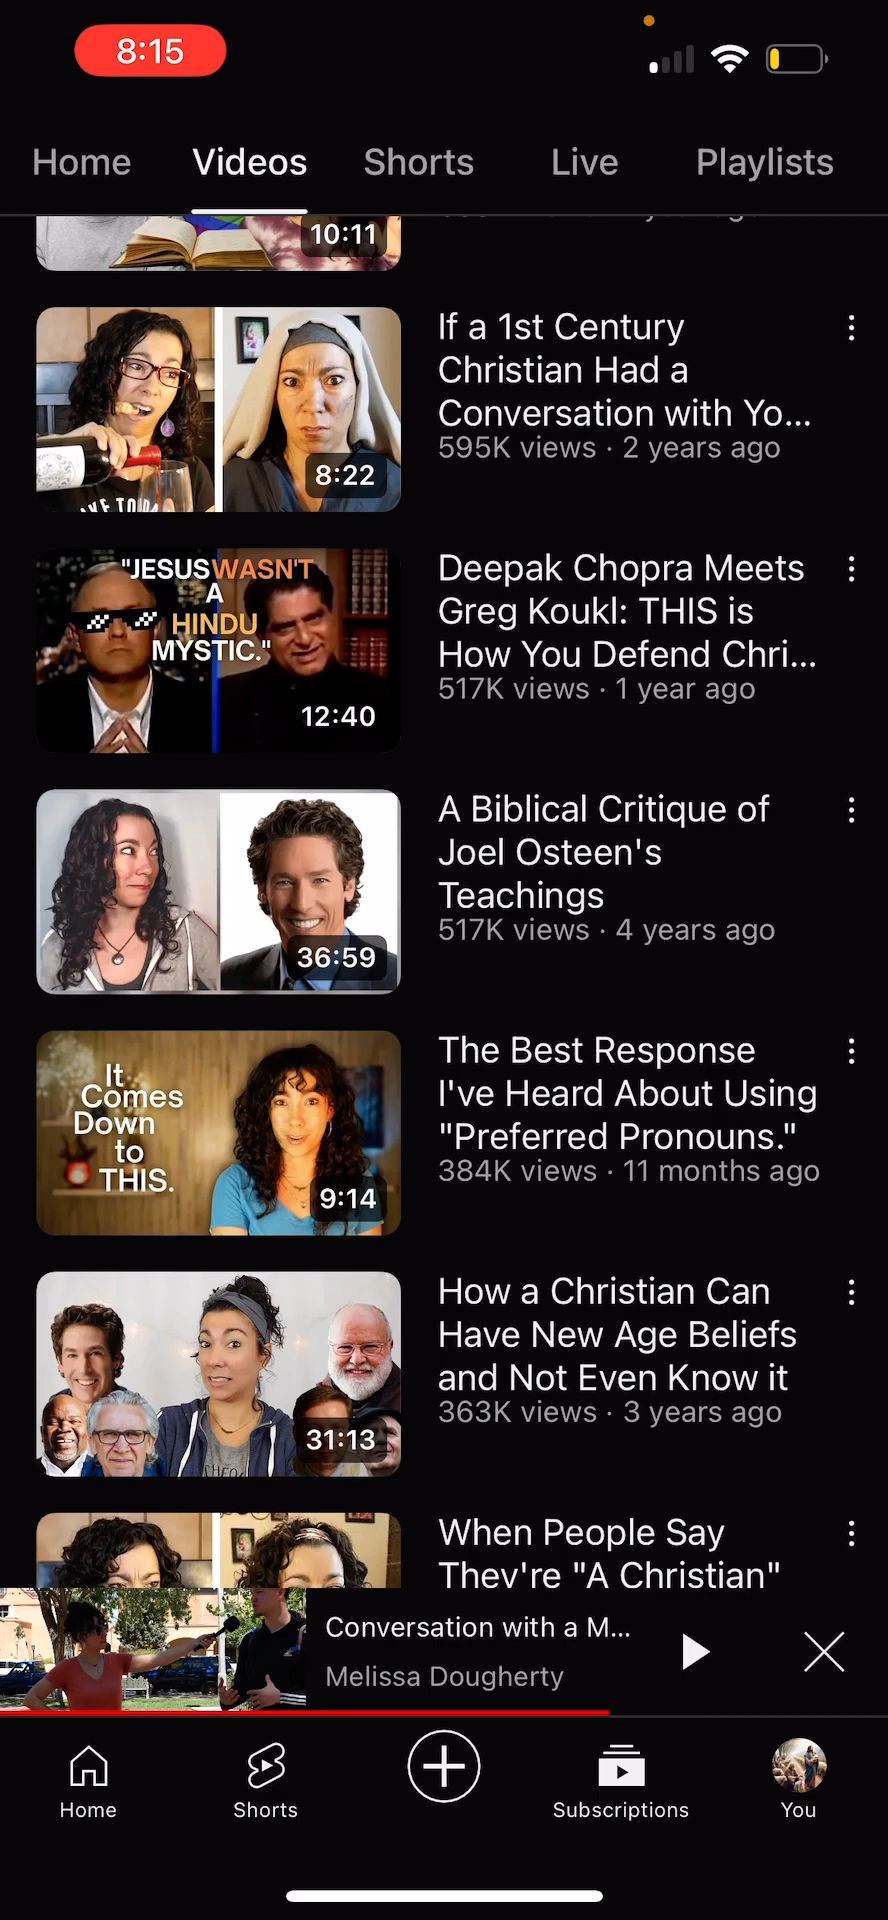 8:15
Home Videos Shorts Live Playlists
10:11
If a 1st Century
Christian Had a
Conversation with Yo...
595K views · 2 years ago
8:22
"JESUS WASN'T
A
HINDU
MYSTIC."
12:40
Deepak Chopra Meets
Greg Koukl: THIS is
How You Defend Chri...
517K views · 1 year ago
36:59
A Biblical Critique of
Joel Osteen's
Teachings
517K views · 4 years ago
It
Comes
Down
to
THIS.
9:14
The Best Response
I've Heard About Using
"Preferred Pronouns."
384K views · 11 months ago
31:13
How a Christian Can
Have New Age Beliefs
and Not Even Know it
363K views · 3 years ago
When People Say
They're "A Christian"
Conversation with a M...
Melissa Dougherty
Home Shorts Subscriptions You